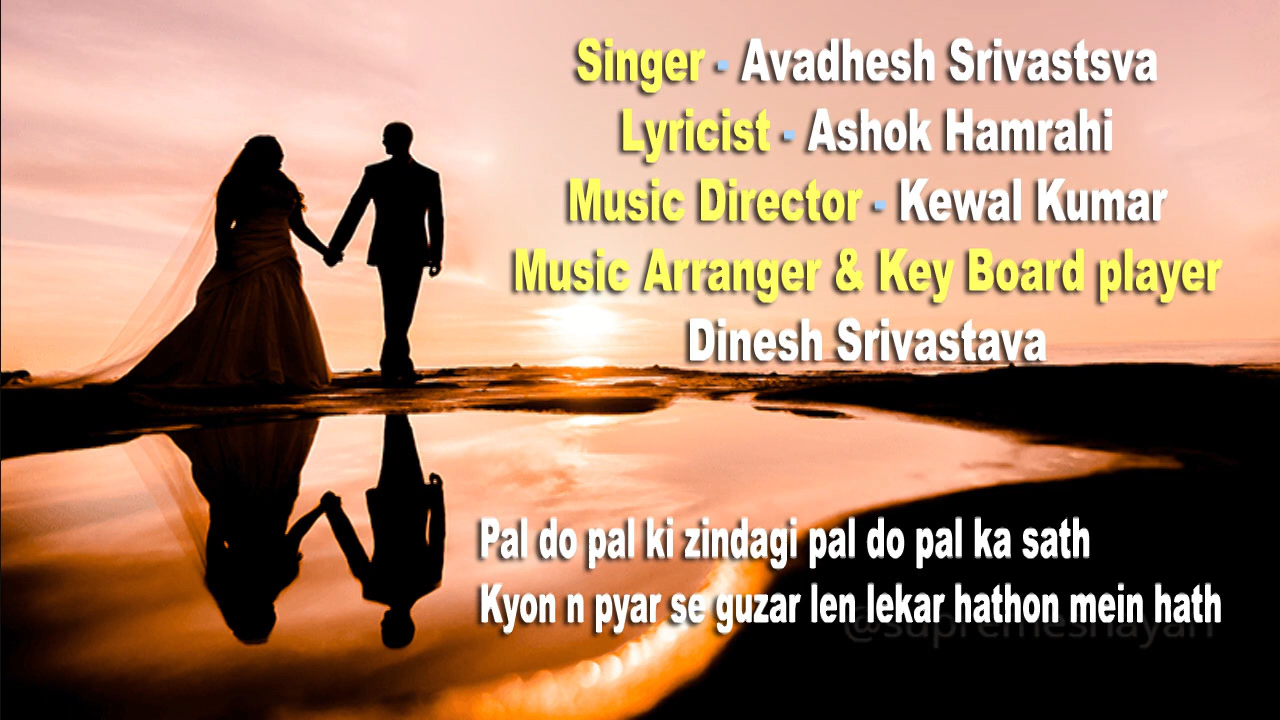 Singer - Avadhesh Srivastsva
Lyricist - Ashok Hamrahi
Music Director - Kewal Kumar
Music Arranger & Key Board player
Dinesh Srivastava
Pal do pal ki zindagi pal do pal ka sath
Kyon n pyar se guzar len lekar hathon mein hath
@supremeshayari